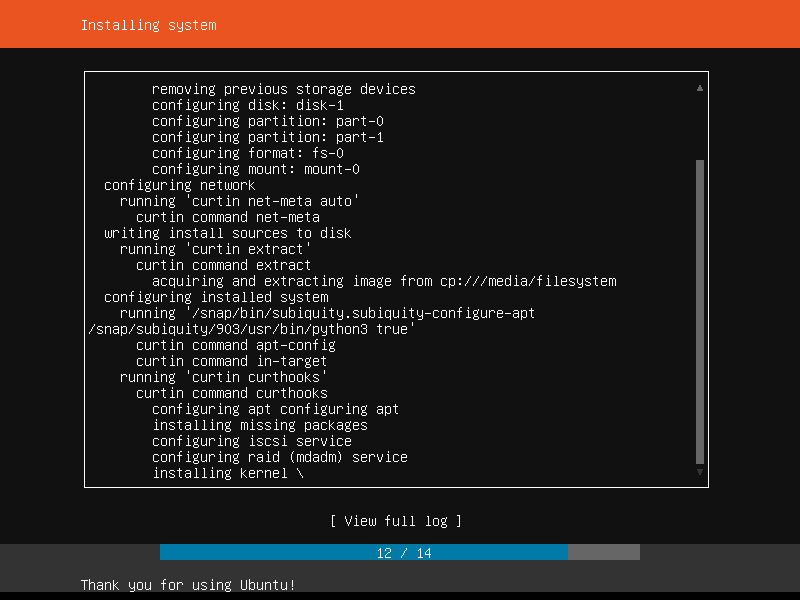 Installing system
removing previous storage devices
configuring disk: disk-1
configuring partition: part-0
configuring partition: part-1
configuring format: fs-0
configuring mount: mount-0
configuring network
running 'curtin net-meta auto'
curtin command net-meta
writing install sources to disk
running 'curtin extract'
curtin command extract
acquiring and extracting image from cp:///media/filesystem
configuring installed system
running '/snap/bin/subiquity.subiquity-configure-apt
/snap/subiquity/903/usr/bin/python3 true'
curtin command apt-config
curtin command in-target
running 'curtin curthooks'
curtin command curthooks
configuring apt configuring apt
installing missing packages
configuring iscsi service
configuring raid (mdadm) service
installing kernel \
[ View full log ]
12 / 14
Thank you for using Ubuntu!